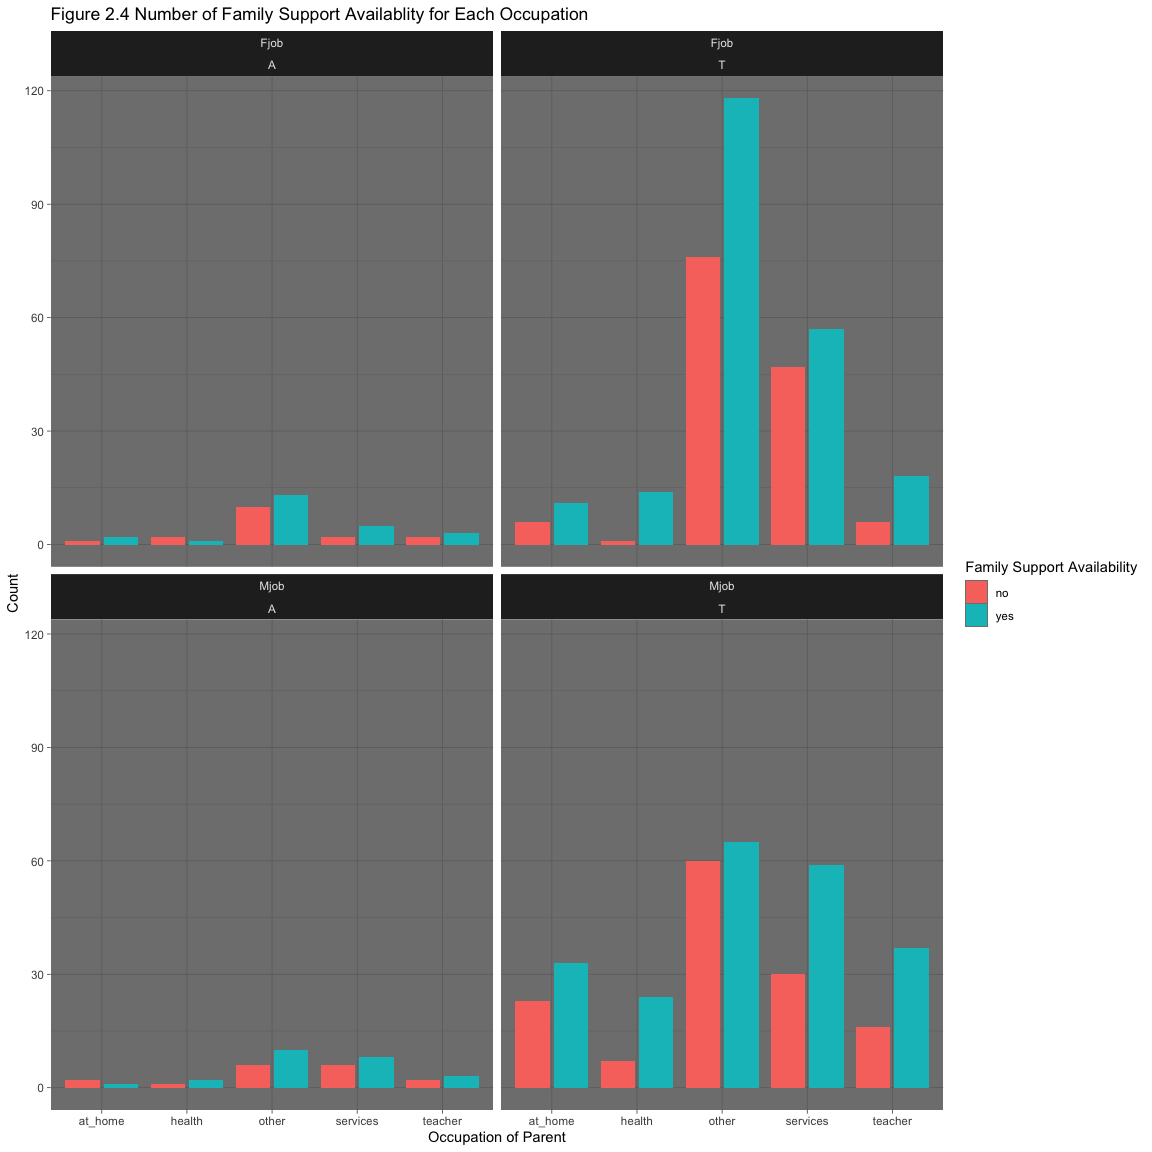 Figure 2.4 Number of Family Support Availablity for Each Occupation
Fjob
A
Fjob
T
120
90
60
30
0
Mjob
A
Mjob
T
120
90
60
30
0
Count
at_home health other services teacher
at_home health other services teacher
Occupation of Parent
Family Support Availability
no
yes